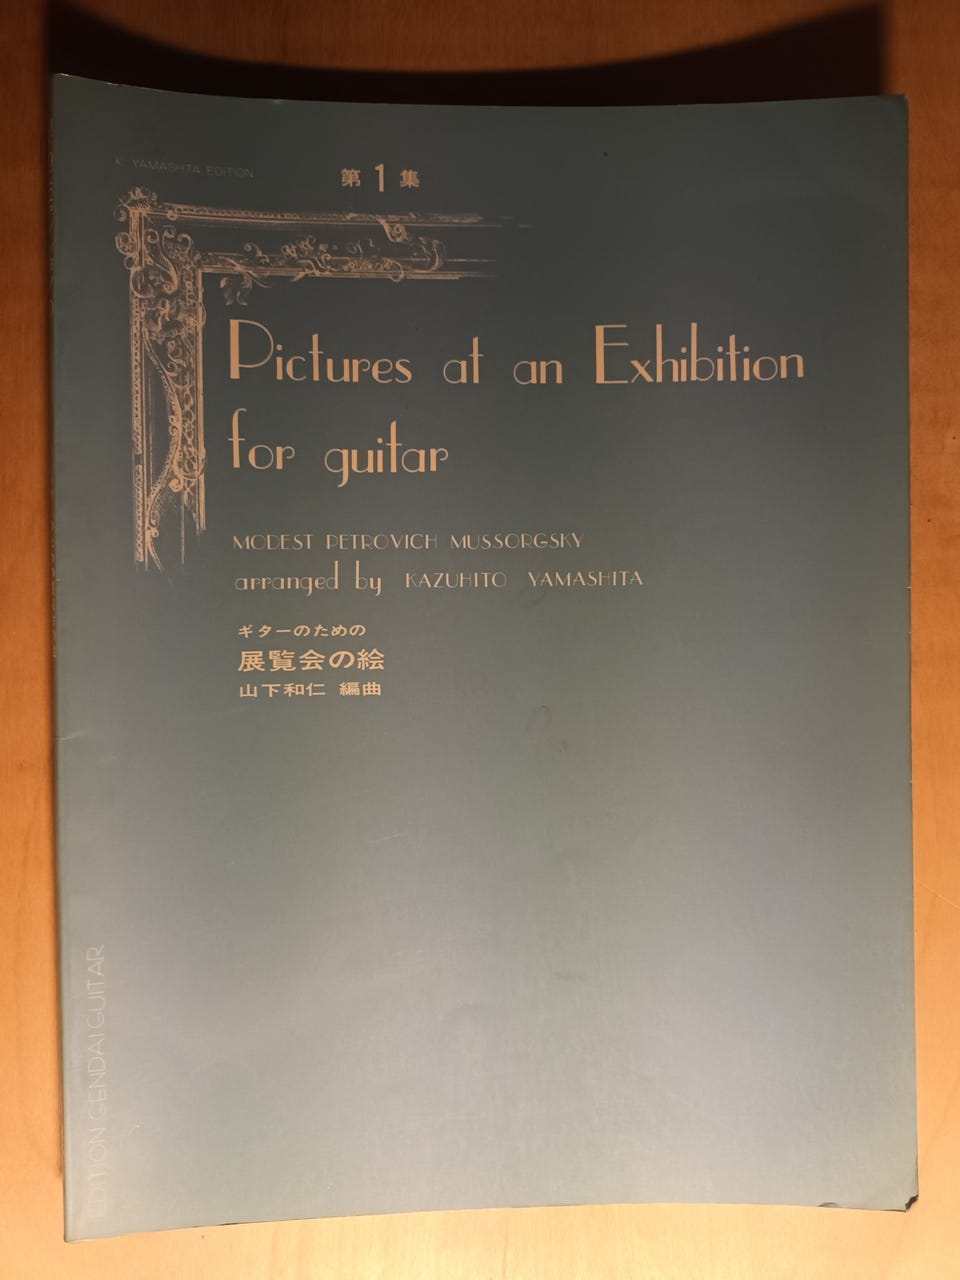 K. YAMASHTA EDITION
第1集
Pictures at an Exhibition
for guitar
MODEST PETROVICH MUSSORGSKY
arranged by KAZUHITO YAMASHITA
ギターのための
展覧会の絵
山下和仁 編曲
EDITION GENDAI GUITAR